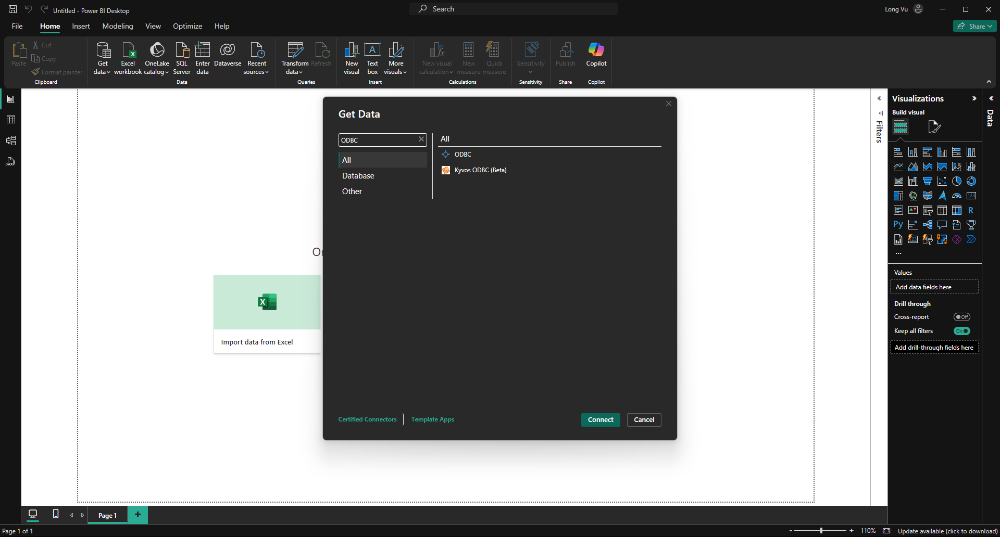 Untitled - Power BI Desktop
Search
Long Vu
File
Home
Insert
Modeling
View
Optimize
Help
Share
Paste
Cut
Copy
Format painter
Clipboard
Get data
Excel workbook
OneLake catalog
SQL Server
Enter data
Dataverse
Recent sources
Data
Transform data
Refresh
Queries
New visual
Text box
More visuals
Insert
New visual calculation
New measure
Quick measure
Calculations
Sensitivity
Sensitivity
Publish
Share
Copilot
Copilot
Get Data
ODBC
All
Database
Other
All
ODBC
Kyvos ODBC (Beta)
Certified Connectors
Template Apps
Connect
Cancel
Import data from Excel
Filters
Visualizations
Build visual
123
R
Py
123
Values
Add data fields here
Drill through
Cross-report
Off
Keep all filters
On
Add drill-through fields here
Data
DAX
Page 1
Page 1 of 1
- + 110%
Update available (click to download)